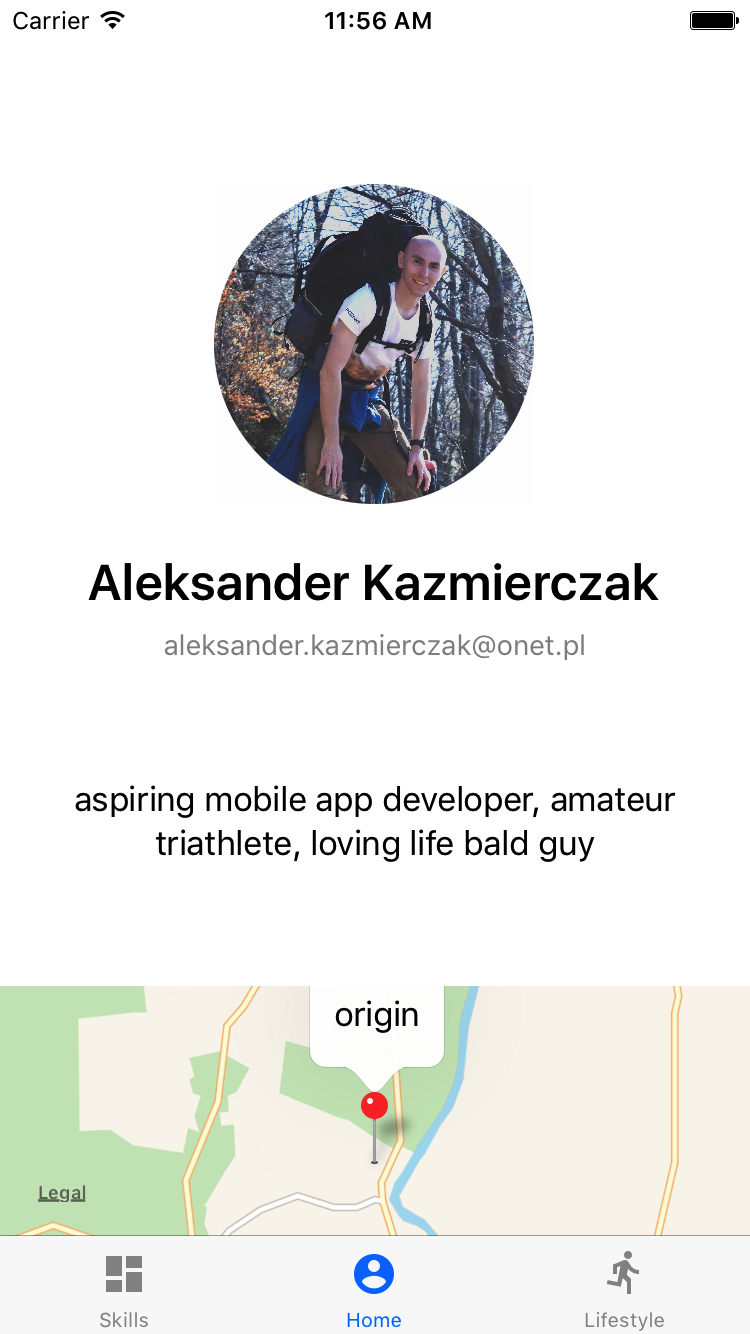 Carrier 11:56 AM
Aleksander Kazmierczak
aleksander.kazmierczak@onet.pl
aspiring mobile app developer, amateur
triathlete, loving life bald guy
origin
Legal
Skills Home Lifestyle